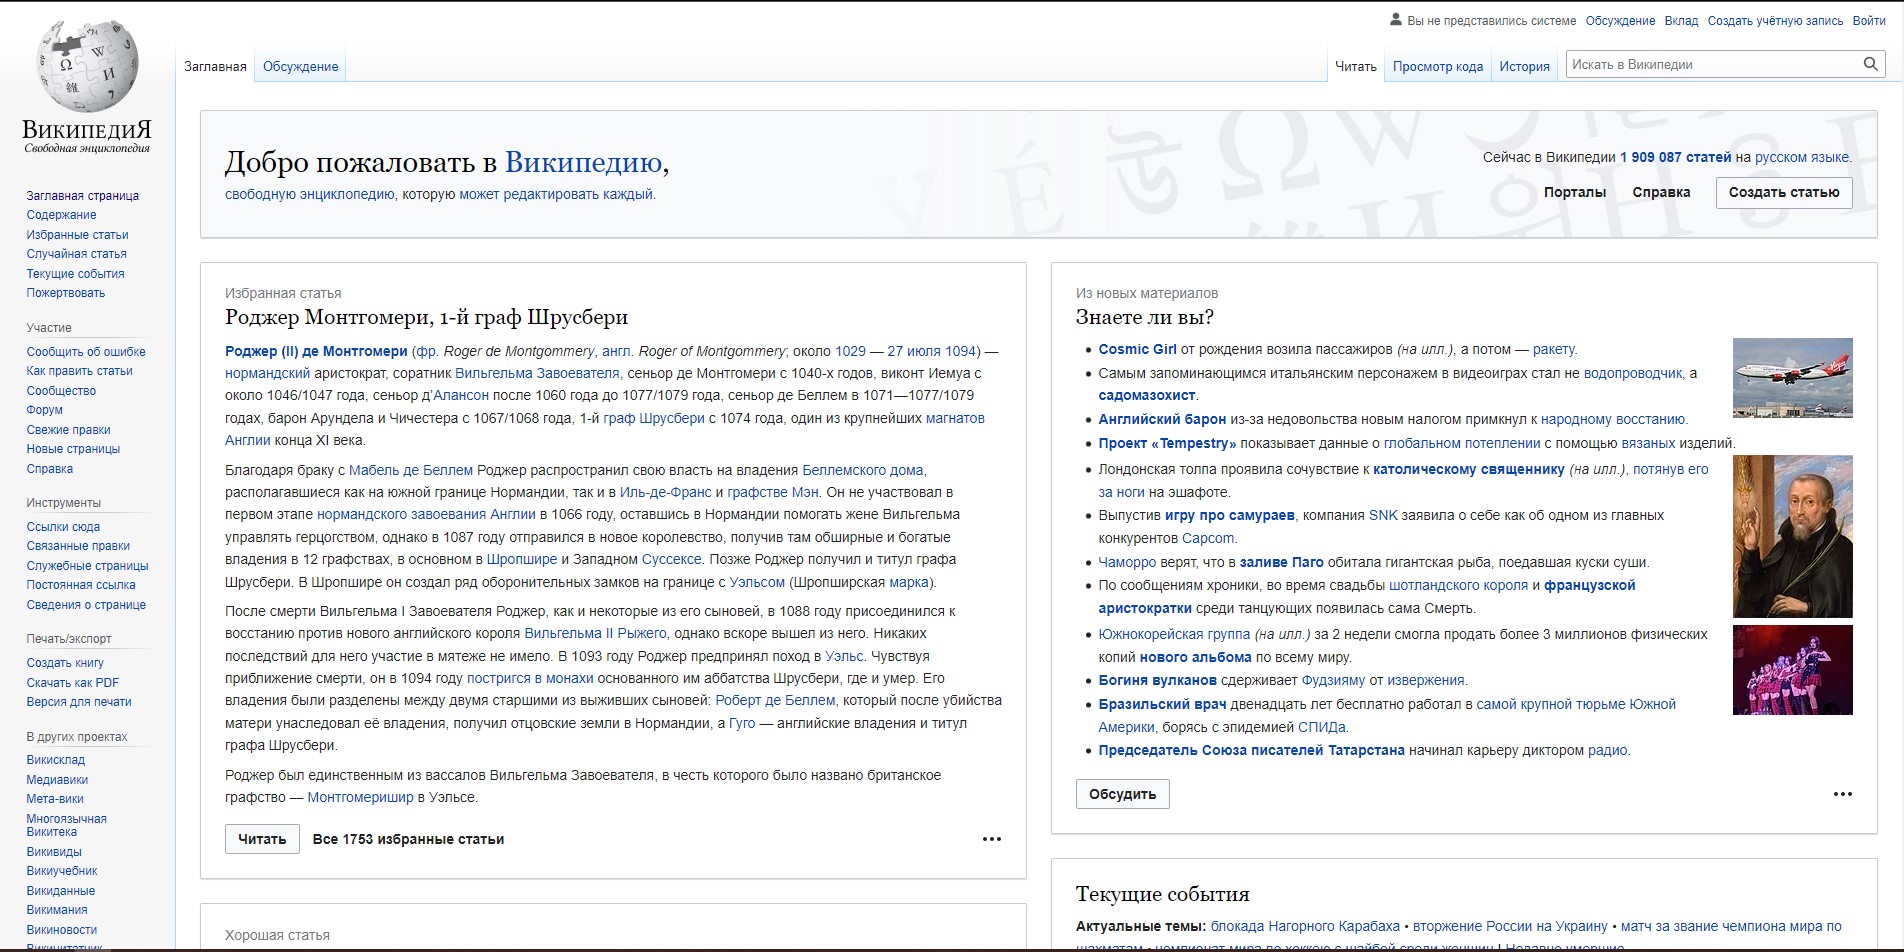 Вы не представились системе Обсуждение Вклад Создать учётную запись Войти
Заглавная Обсуждение Читать Просмотр кода История Искать в Википедии
ВикипедиЯ
Свободная энциклопедия
Заглавная страница
Содержание
Избранные статьи
Случайная статья
Текущие события
Пожертвовать
Участие
Сообщить об ошибке
Как править статьи
Сообщество
Форум
Свежие правки
Новые страницы
Справка
Инструменты
Ссылки сюда
Связанные правки
Служебные страницы
Постоянная ссылка
Сведения о странице
Печать/экспорт
Создать книгу
Скачать как PDF
Версия для печати
В других проектах
Викисклад
Медиавики
Мета-вики
Многоязычная
Викитека
Викивиды
Викиучебник
Викиданные
Викимания
Викиновости
Викицитатник
Добро пожаловать в Википедию,
свободную энциклопедию, которую может редактировать каждый.
Сейчас в Википедии 1 909 087 статей на русском языке.
Порталы Справка Создать статью
Избранная статья
Роджер Монтгомери, 1-й граф Шрусбери
Роджер (II) де Монтгомери (фр. Roger de Montgommery, англ. Roger of Montgommery; около 1029 — 27 июля 1094) —
нормандский аристократ, соратник Вильгельма Завоевателя, сеньор де Монтгомери с 1040-х годов, виконт Иемуа с
около 1046/1047 года, сеньор д’Алансон после 1060 года до 1077/1079 года, сеньор де Беллем в 1071—1077/1079
годах, барон Арундела и Чичестера с 1067/1068 года, 1-й граф Шрусбери с 1074 года, один из крупнейших магнатов
Англии конца XI века.
Благодаря браку с Мабель де Беллем Роджер распространил свою власть на владения Беллемского дома,
располагавшиеся как на южной границе Нормандии, так и в Иль-де-Франс и графстве Мэн. Он не участвовал в
первом этапе нормандского завоевания Англии в 1066 году, оставшись в Нормандии помогать жене Вильгельма
управлять герцогством, однако в 1087 году отправился в новое королевство, получив там обширные и богатые
владения в 12 графствах, в основном в Шропшире и Западном Суссексе. Позже Роджер получил и титул графа
Шрусбери. В Шропшире он создал ряд оборонительных замков на границе с Уэльсом (Шропширская марка).
После смерти Вильгельма I Завоевателя Роджер, как и некоторые из его сыновей, в 1088 году присоединился к
восстанию против нового английского короля Вильгельма II Рыжего, однако вскоре вышел из него. Никаких
последствий для него участие в мятеже не имело. В 1093 году Роджер предпринял поход в Уэльс. Чувствуя
приближение смерти, он в 1094 году постригся в монахи основанного им аббатства Шрусбери, где и умер. Его
владения были разделены между двумя старшими из выживших сыновей: Роберт де Беллем, который после убийства
матери унаследовал её владения, получил отцовские земли в Нормандии, а Гуго — английские владения и титул
графа Шрусбери.
Роджер был единственным из вассалов Вильгельма Завоевателя, в честь которого было названо британское
графство — Монтгомеришир в Уэльсе.
Читать Все 1753 избранные статьи
Хорошая статья
Из новых материалов
Знаете ли вы?
Cosmic Girl от рождения возила пассажиров (на илл.), а потом — ракету.
Самым запоминающимся итальянским персонажем в видеоиграх стал не водопроводчик, а
садомазохист.
Английский барон из-за недовольства новым налогом примкнул к народному восстанию.
Проект «Tempestry» показывает данные о глобальном потеплении с помощью вязаных изделий.
Лондонская толпа проявила сочувствие к католическому священнику (на илл.), потянув его
за ноги на эшафоте.
Выпустив игру про самураев, компания SNK заявила о себе как об одном из главных
конкурентов Capcom.
Чаморро верят, что в заливе Паго обитала гигантская рыба, поедавшая куски суши.
По сообщениям хроники, во время свадьбы шотландского короля и французской
аристократки среди танцующих появилась сама Смерть.
Южнокорейская группа (на илл.) за 2 недели смогла продать более 3 миллионов физических
копий нового альбома по всему миру.
Богиня вулканов сдерживает Фудзияму от извержения.
Бразильский врач двенадцать лет бесплатно работал в самой крупной тюрьме Южной
Америки, борясь с эпидемией СПИДа.
Председатель Союза писателей Татарстана начинал карьеру диктором радио.
Обсудить
Текущие события
Актуальные темы: блокада Нагорного Карабаха • вторжение России на Украину • матч за звание чемпиона мира по
шахматам • чемпионат мира по хоккею с шайбой среди женщин | Недавно умершие